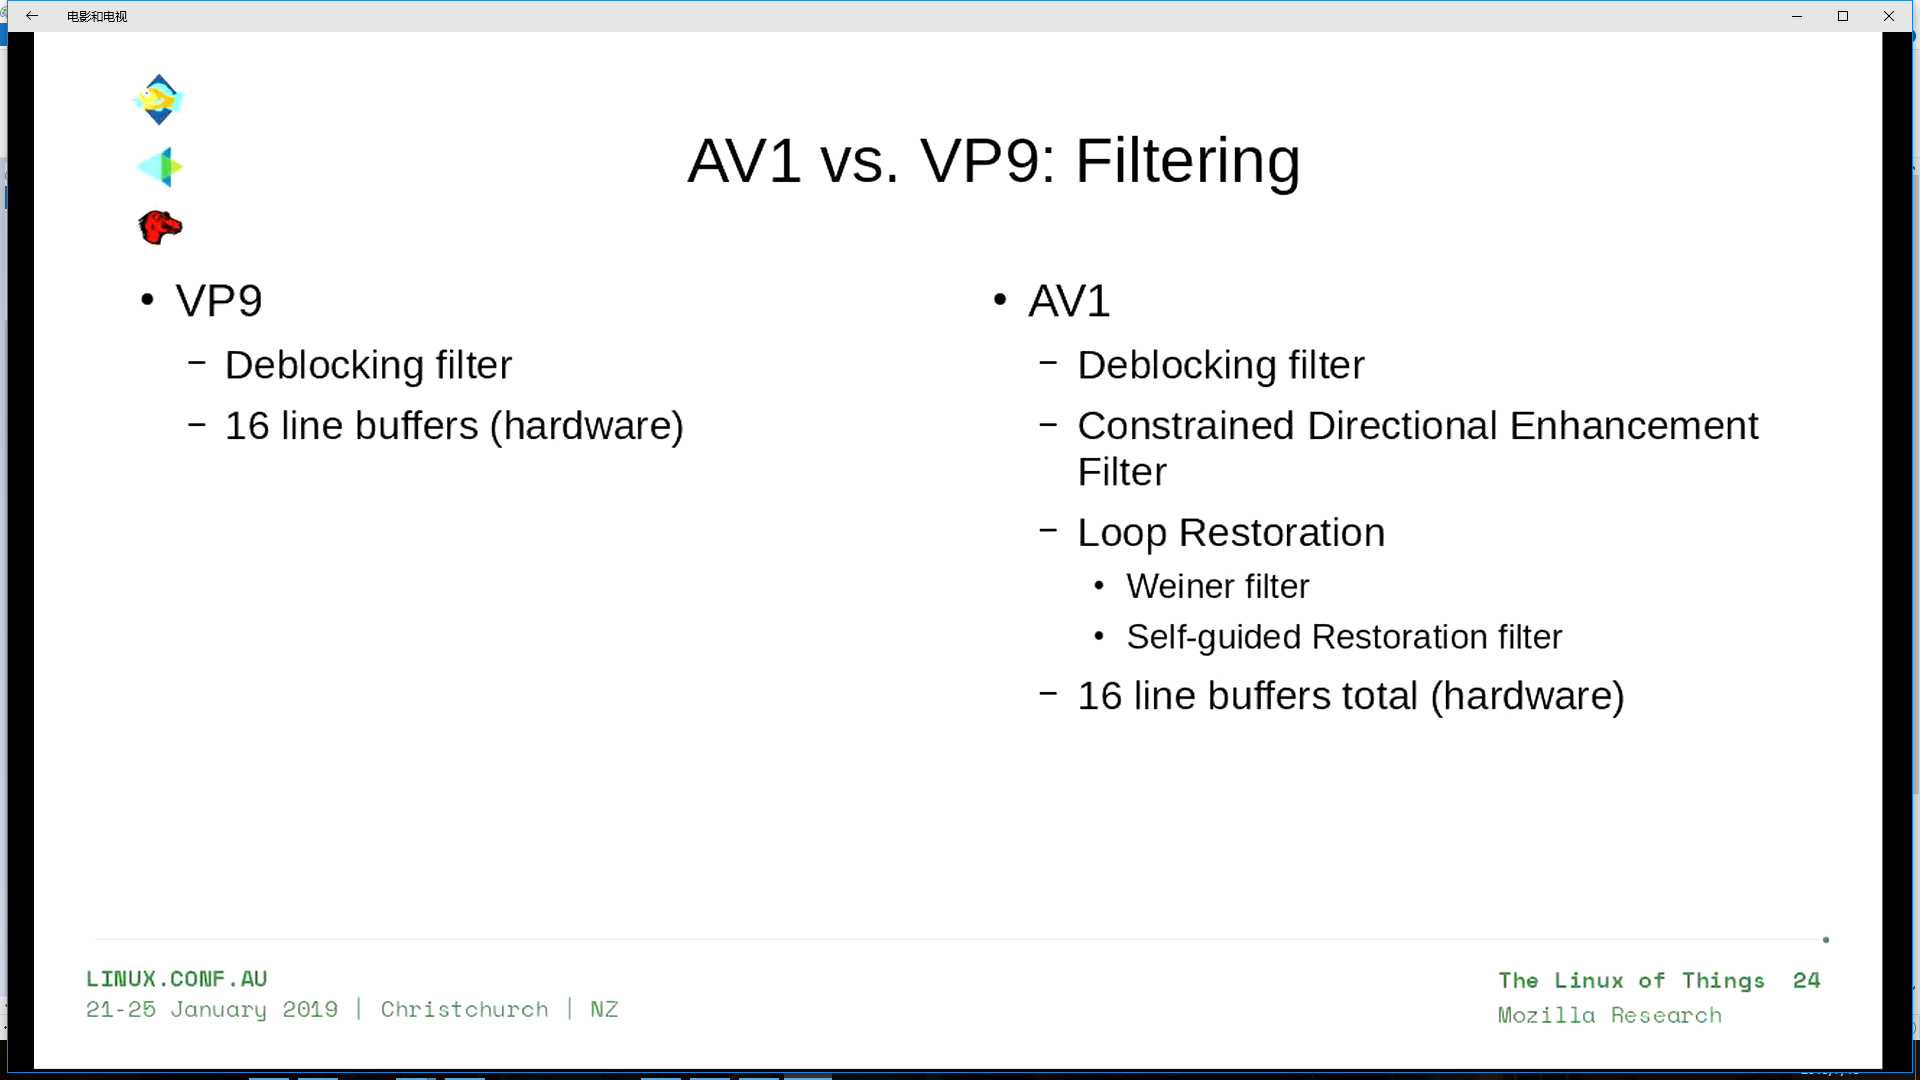 电影和电视
AV1 vs. VP9: Filtering
• VP9
– Deblocking filter
– 16 line buffers (hardware)
• AV1
– Deblocking filter
– Constrained Directional Enhancement
Filter
– Loop Restoration
• Weiner filter
• Self-guided Restoration filter
– 16 line buffers total (hardware)
LINUX.CONF.AU
21-25 January 2019 | Christchurch | NZ
The Linux of Things 24
Mozilla Research